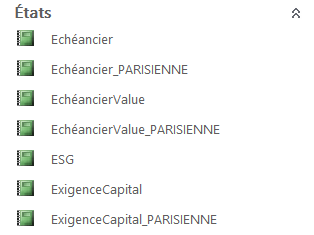 États
Echéancier
Echéancier_PARISIENNE
EchéancierValue
EchéancierValue_PARISIENNE
ESG
ExigenceCapital
ExigenceCapital_PARISIENNE